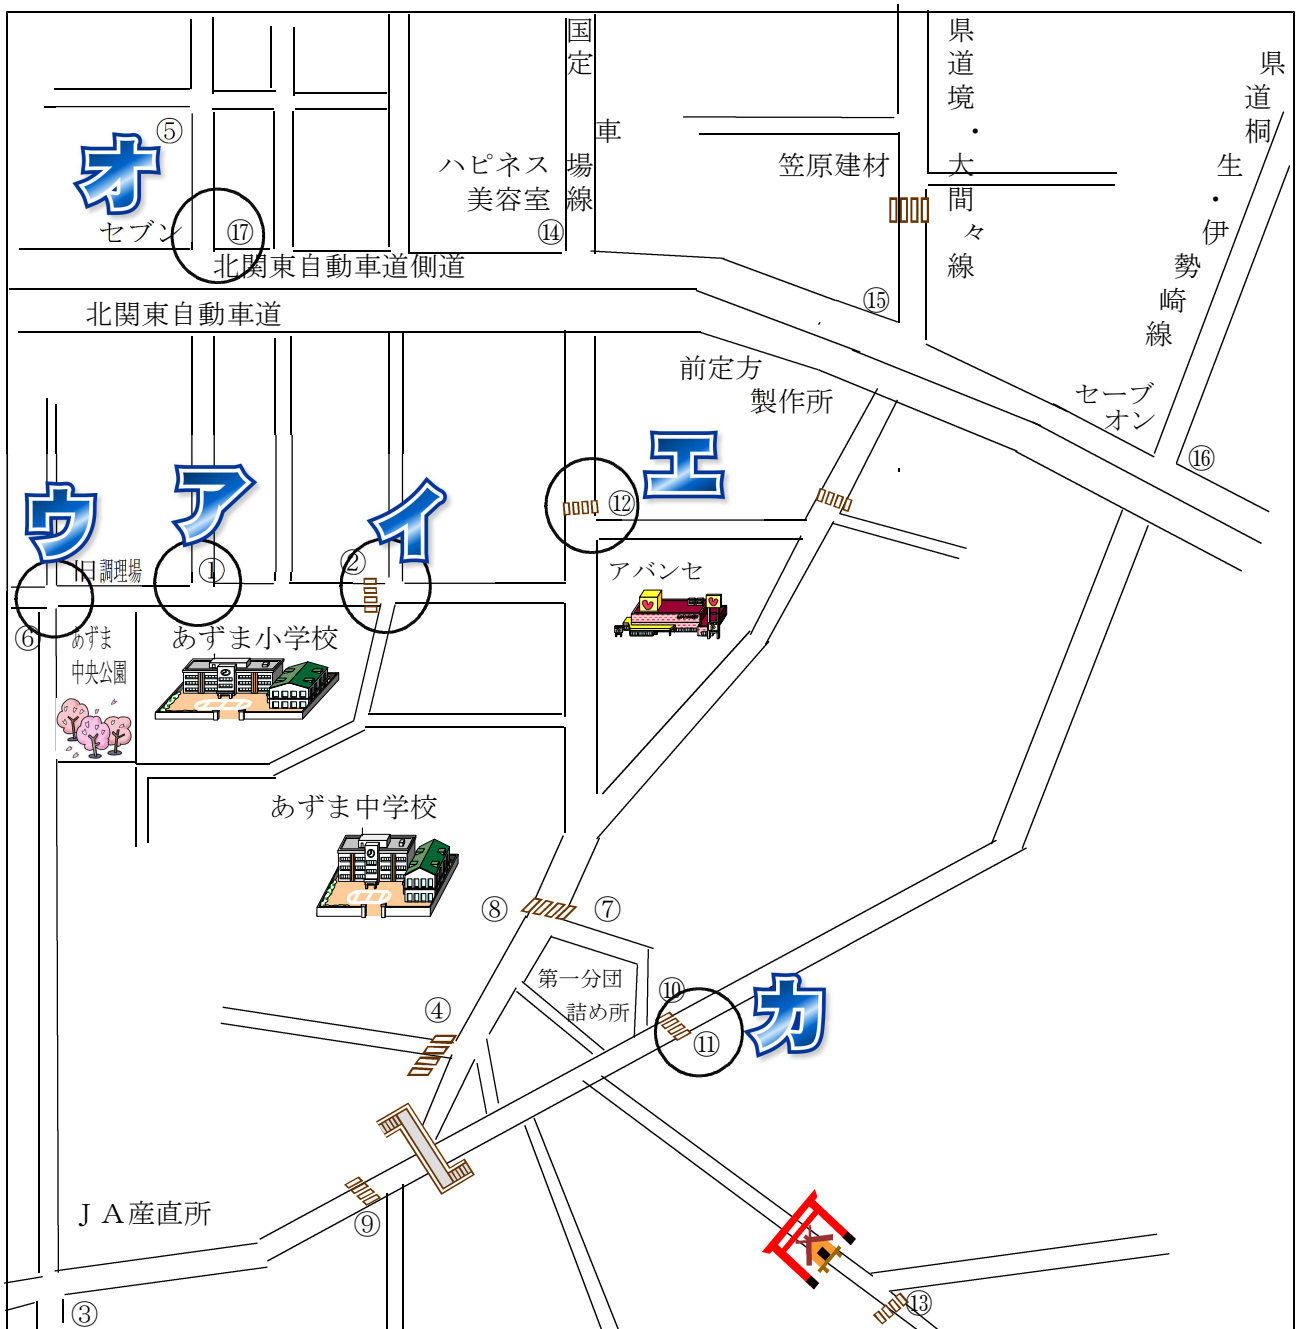 国定
車
場線
県道境・大間々線
県道桐生・伊勢崎線
⑤
オ
ハピネス
美容室
笠原建材
セブン
⑰
⑭
北関東自動車道側道
⑮
北関東自動車道
前定方
製作所
セーブ
オン
⑯
エ
⑫
ウ
ア
イ
旧調理場
①
②
アバンセ
⑥
あずま
中央公園
あずま小学校
あずま中学校
⑧
⑦
第一分団
詰め所
⑩
カ
④
⑪
JA産直所
⑨
③
⑬